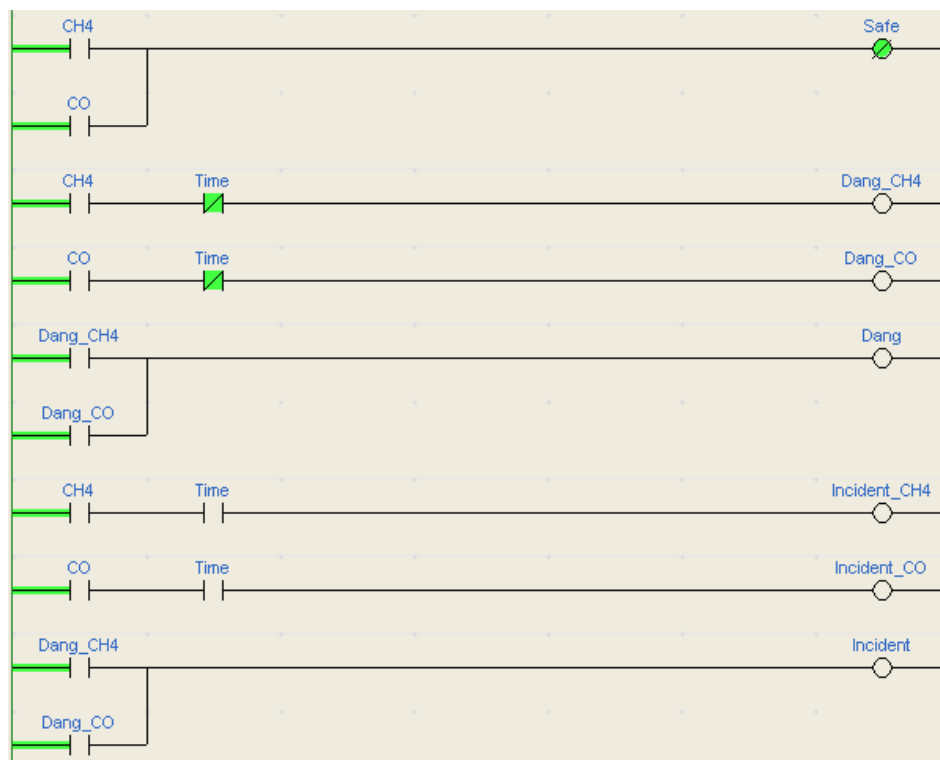 CH4 Safe
CO
CH4 Time Dang_CH4
CO Time Dang_CO
Dang_CH4 Dang
Dang_CO
CH4 Time Incident_CH4
CO Time Incident_CO
Dang_CH4 Incident
Dang_CO